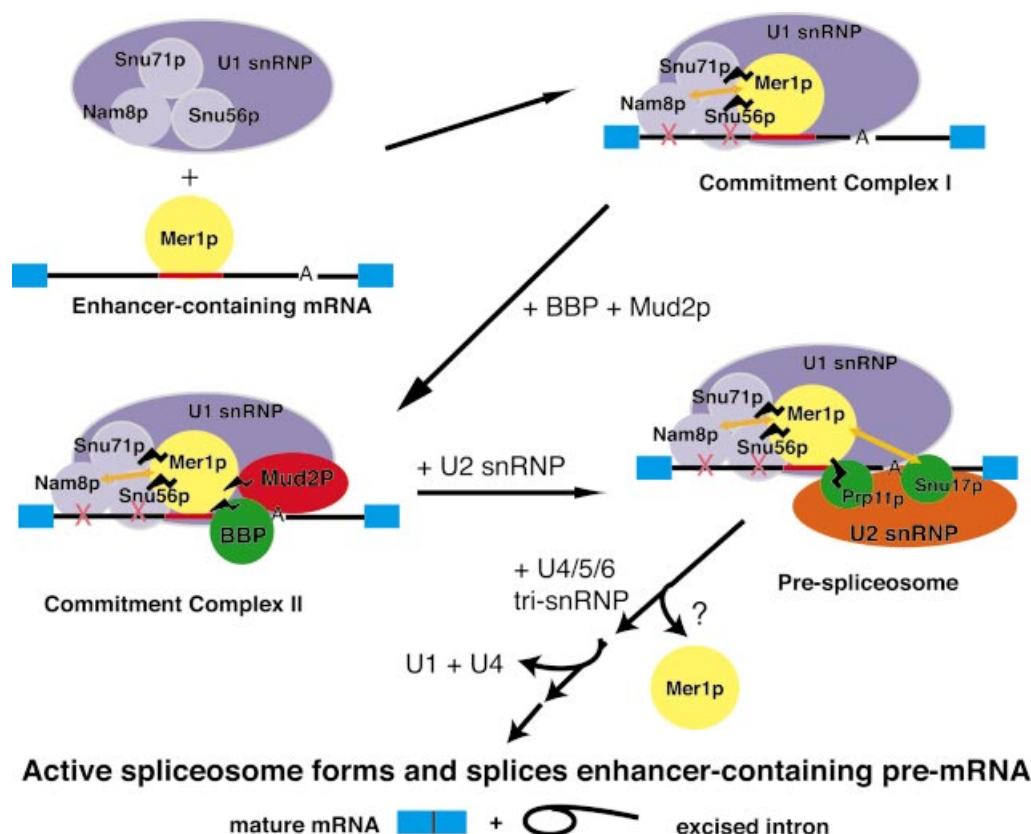 Snu71p
U1 snRNP
Nam8p
Snu56p
+
Mer1p
A
Enhancer-containing mRNA
U1 snRNP
Snu71p
Mer1p
Nam8p
Snu56p
X X
A
Commitment Complex I
+ BBP + Mud2p
U1 snRNP
Snu71p
Mer1p
Nam8p
Snu56p
Mud2P
X X
A
BBP
Commitment Complex II
+ U2 snRNP
U1 snRNP
Snu71p
Mer1p
Nam8p
Snu56p
X X
A
Prp11p
Snu17p
U2 snRNP
Pre-spliceosome
+ U4/5/6
tri-snRNP
?
U1 + U4
Mer1p
Active spliceosome forms and splices enhancer-containing pre-mRNA
mature mRNA + excised intron